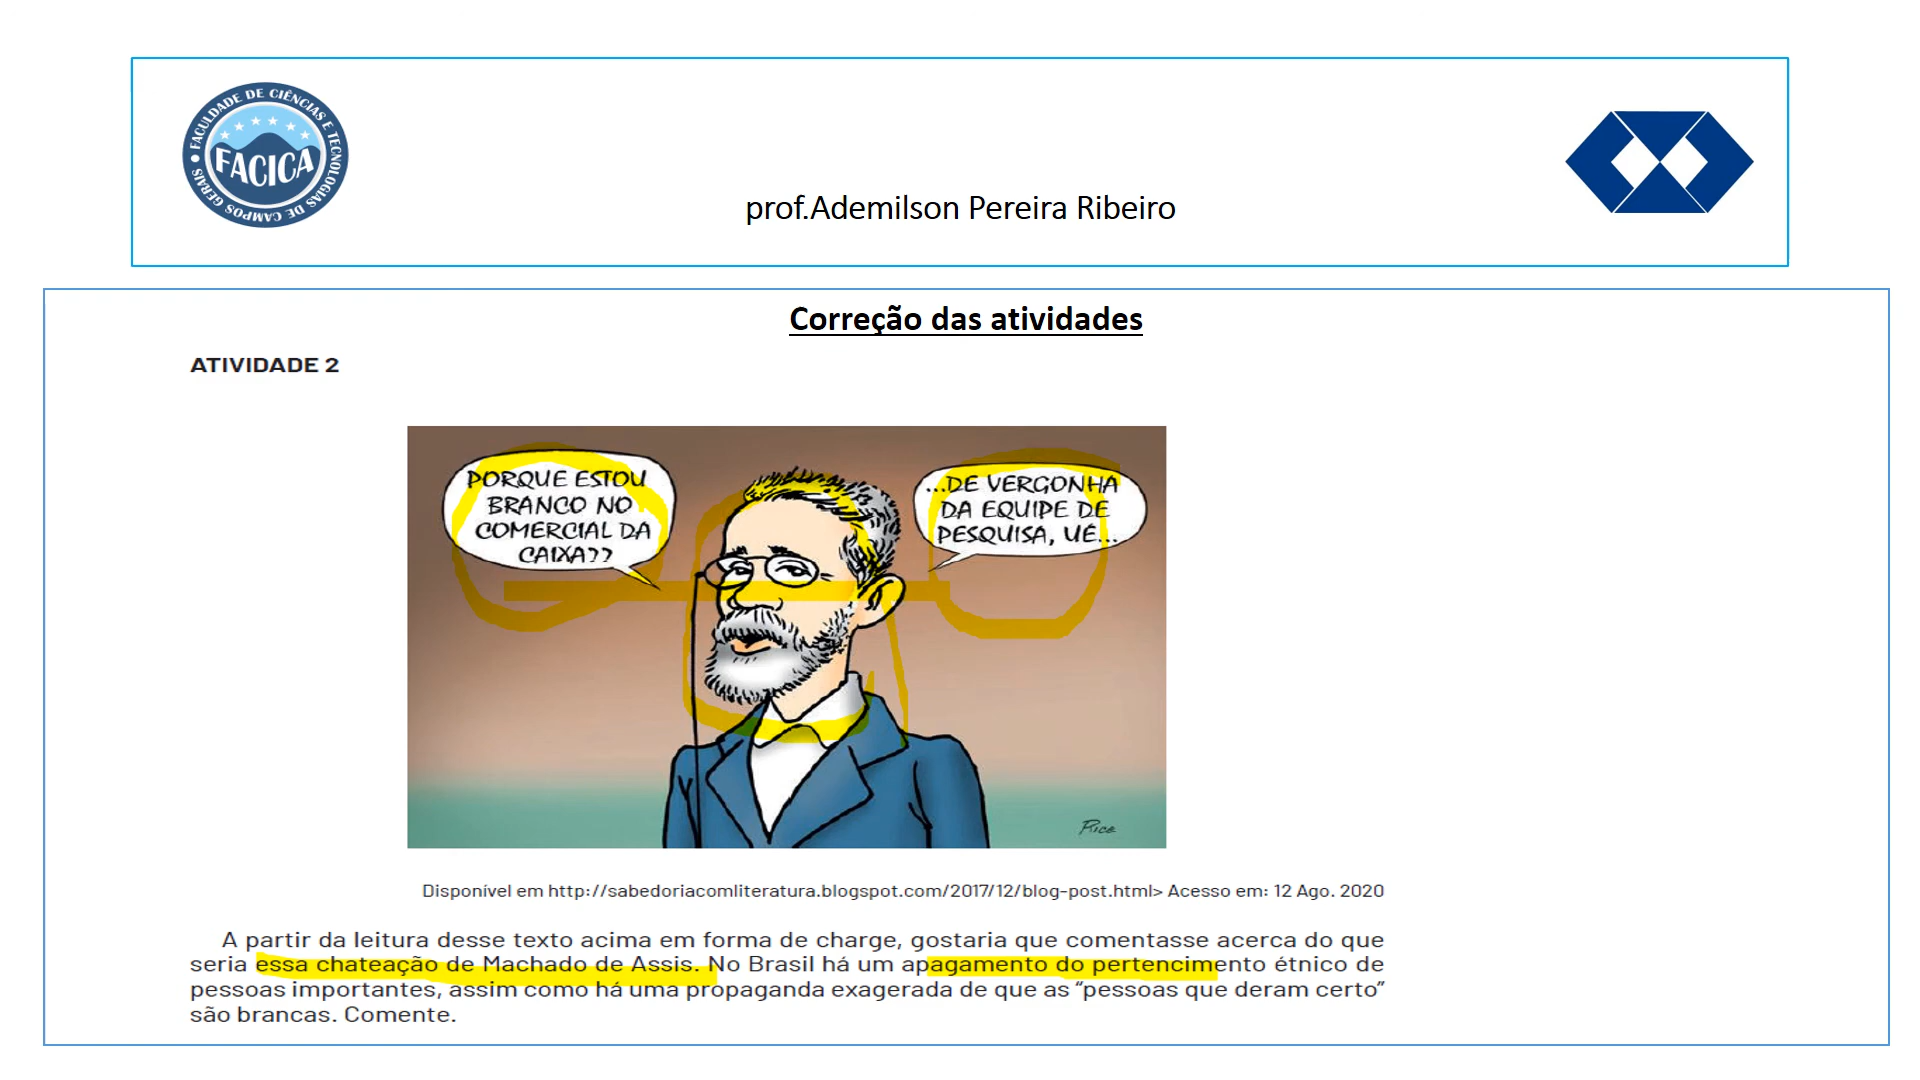 FACULDADE DE CIÊNCIAS E TECNOLOGIAS DE CAMPOS GERAIS
FACICA
prof.Ademilson Pereira Ribeiro
Correção das atividades
ATIVIDADE 2
PORQUE ESTOU
BRANCO NO
COMERCIAL DA
CAIXA??
...DE VERGONHA
DA EQUIPE DE
PESQUISA, UÉ...
Rice
Disponível em http://sabedoriacomliteratura.blogspot.com/2017/12/blog-post.html> Acesso em: 12 Ago. 2020
A partir da leitura desse texto acima em forma de charge, gostaria que comentasse acerca do que
seria essa chateação de Machado de Assis. No Brasil há um apagamento do pertencimento étnico de
pessoas importantes, assim como há uma propaganda exagerada de que as “pessoas que deram certo”
são brancas. Comente.